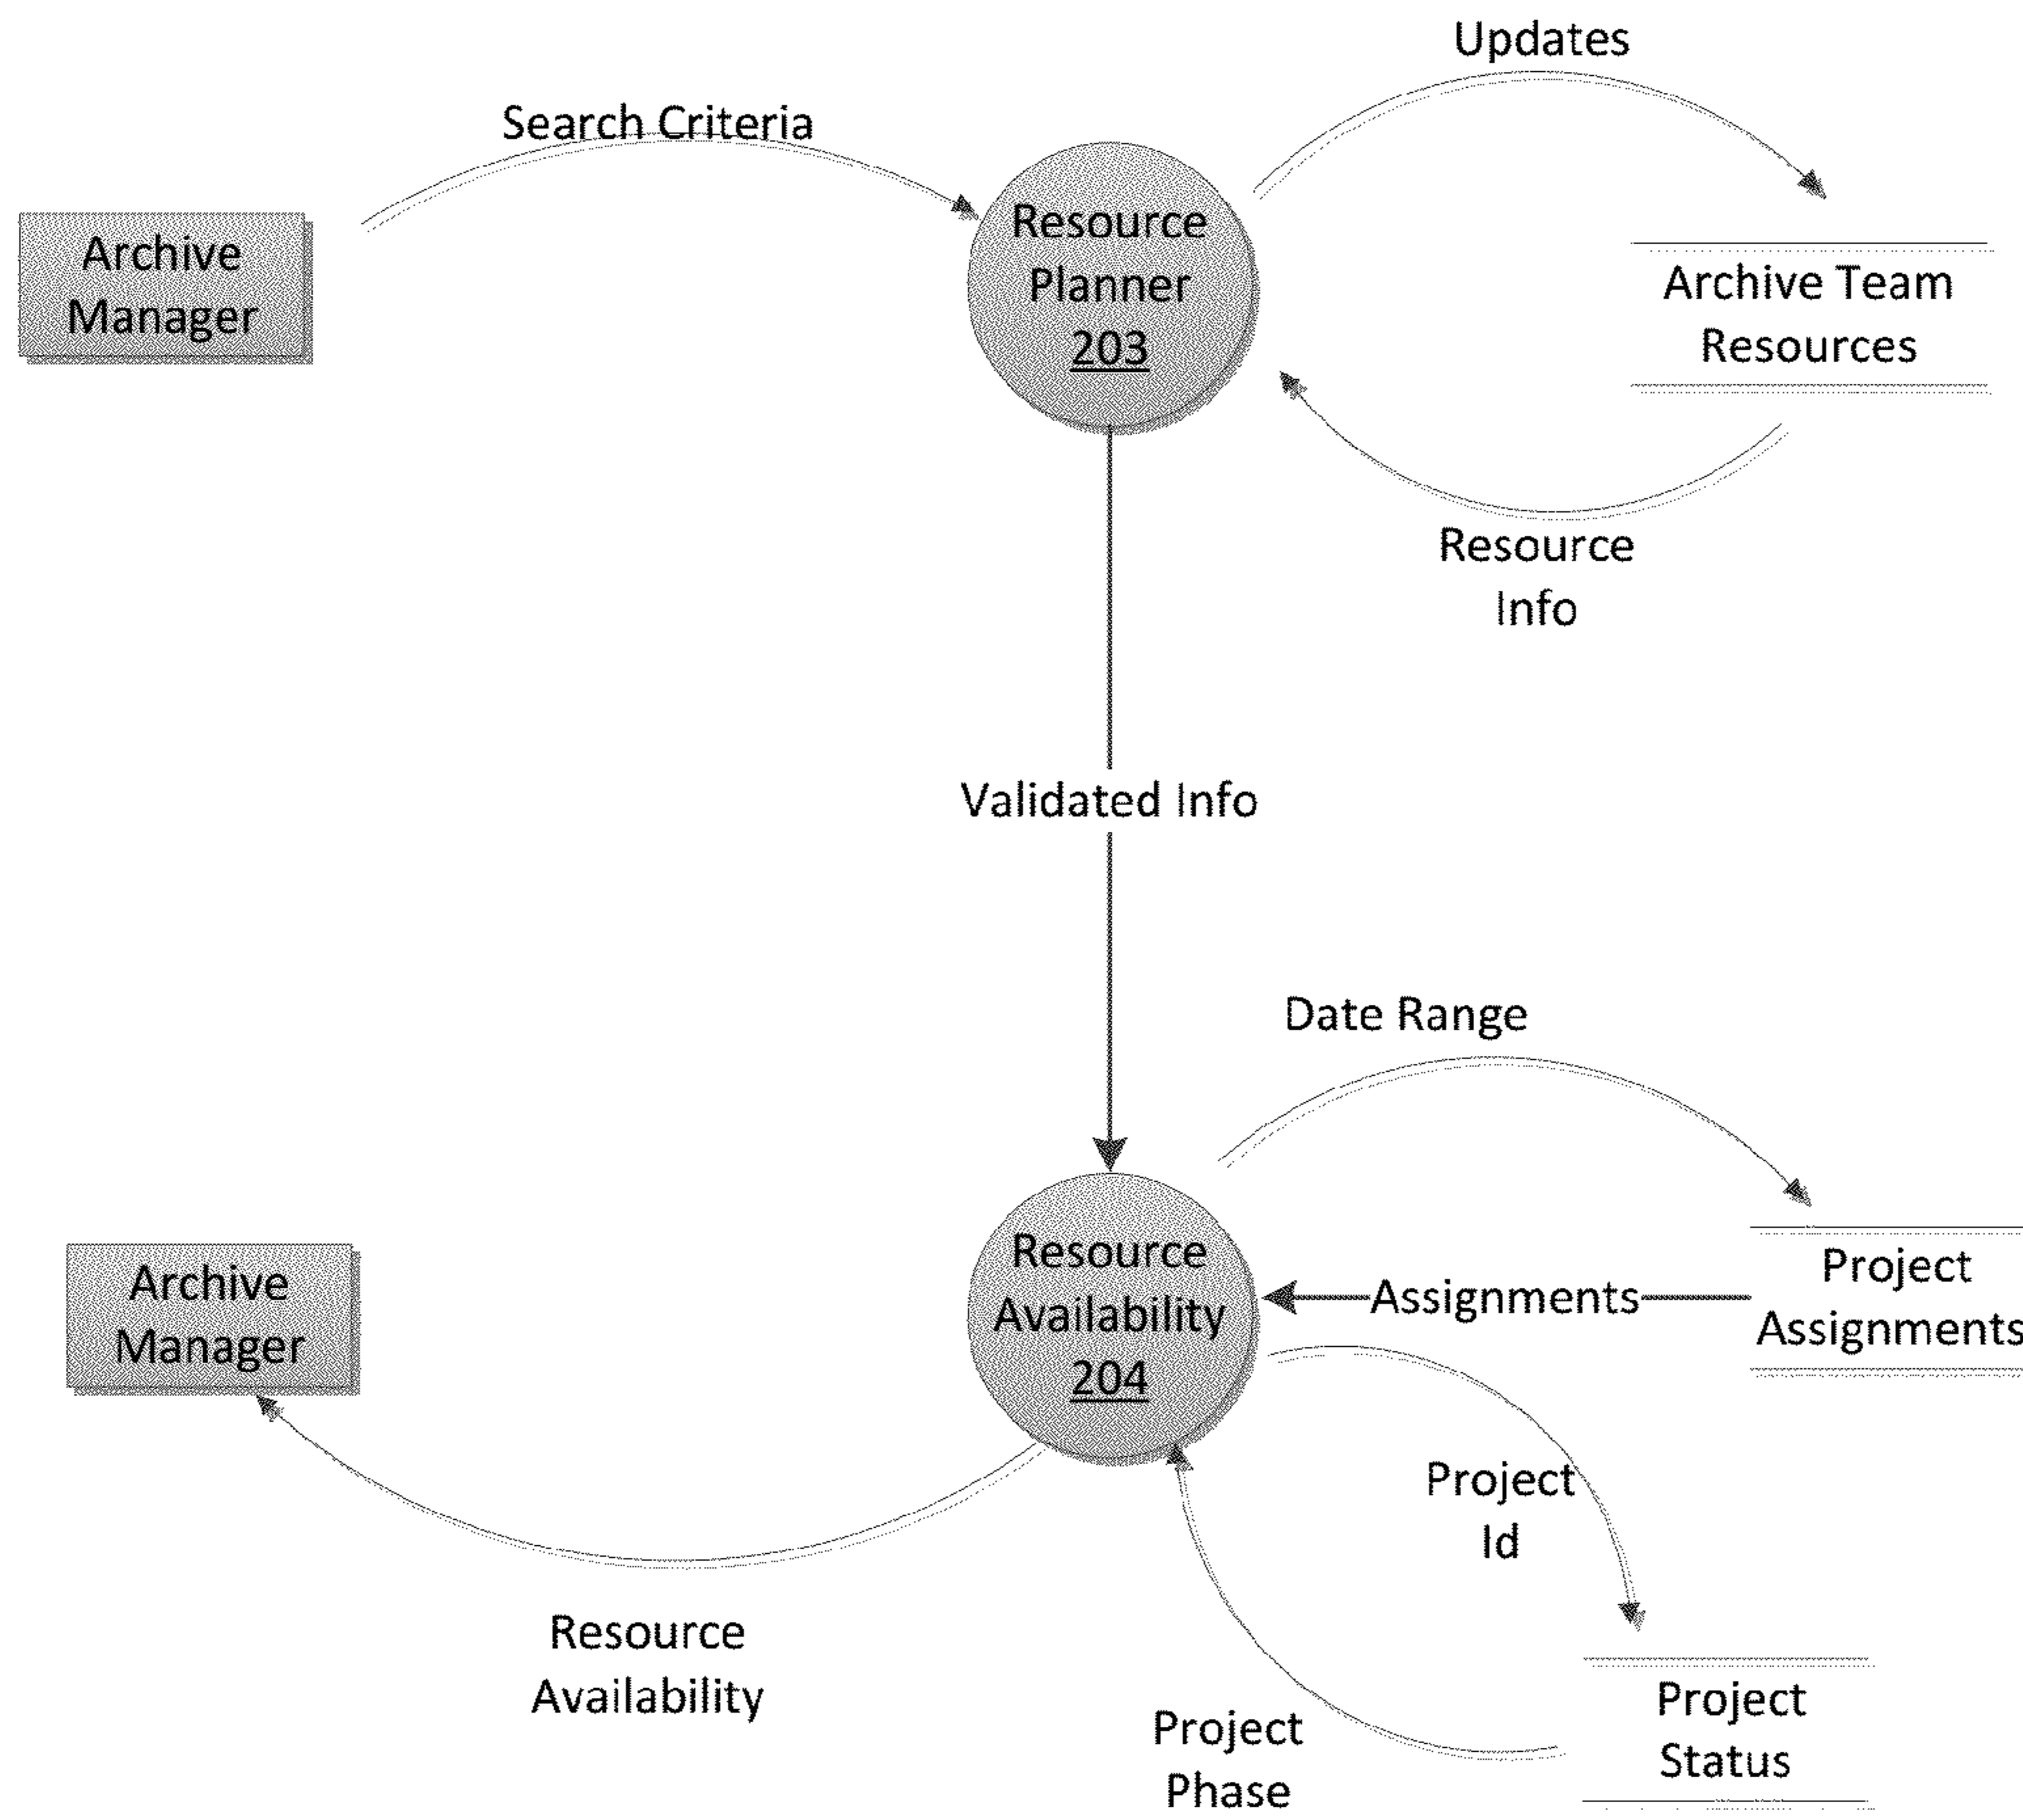 Updates
Search Criteria
Archive
Manager
Resource
Planner
203
Archive Team
Resources
Resource
Info
Validated Info
Date Range
Archive
Manager
Resource
Availability
204
Assignments
Project
Assignments
Project
Id
Resource
Availability
Project
Phase
Project
Status